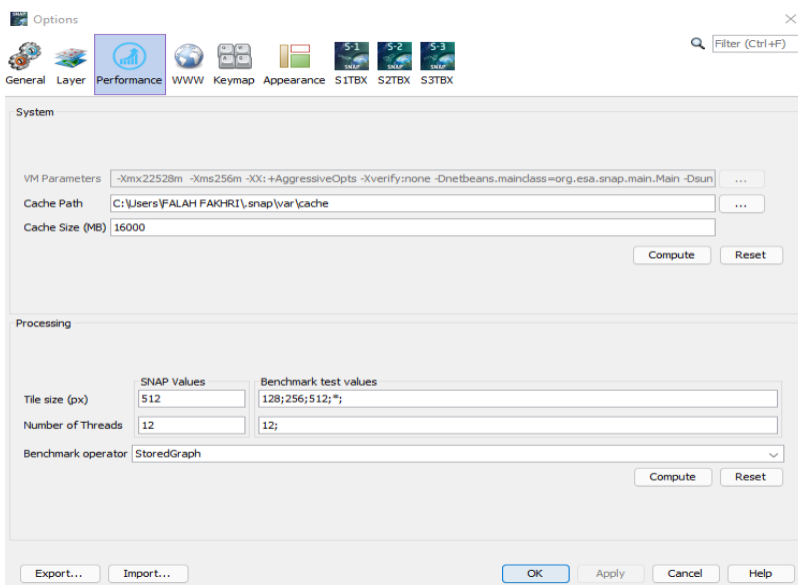 Options
Filter (Ctrl+F)
General Layer Performance WWW Keymap Appearance S1TBX S2TBX S3TBX
S-1 S-2 S-3
SNAP SNAP SNAP
System
VM Parameters -Xmx22528m -Xms256m -XX:+AggressiveOpts -Xverify:none -Dnetbeans.mainclass=org.esa.snap.main.Main -Dsun ...
Cache Path C:\Users\FALAH FAKHRI\.snap\var\cache ...
Cache Size (MB) 16000
Compute Reset
Processing
SNAP Values Benchmark test values
Tile size (px) 512 128;256;512;*;
Number of Threads 12 12;
Benchmark operator StoredGraph
Compute Reset
Export... Import... OK Apply Cancel Help